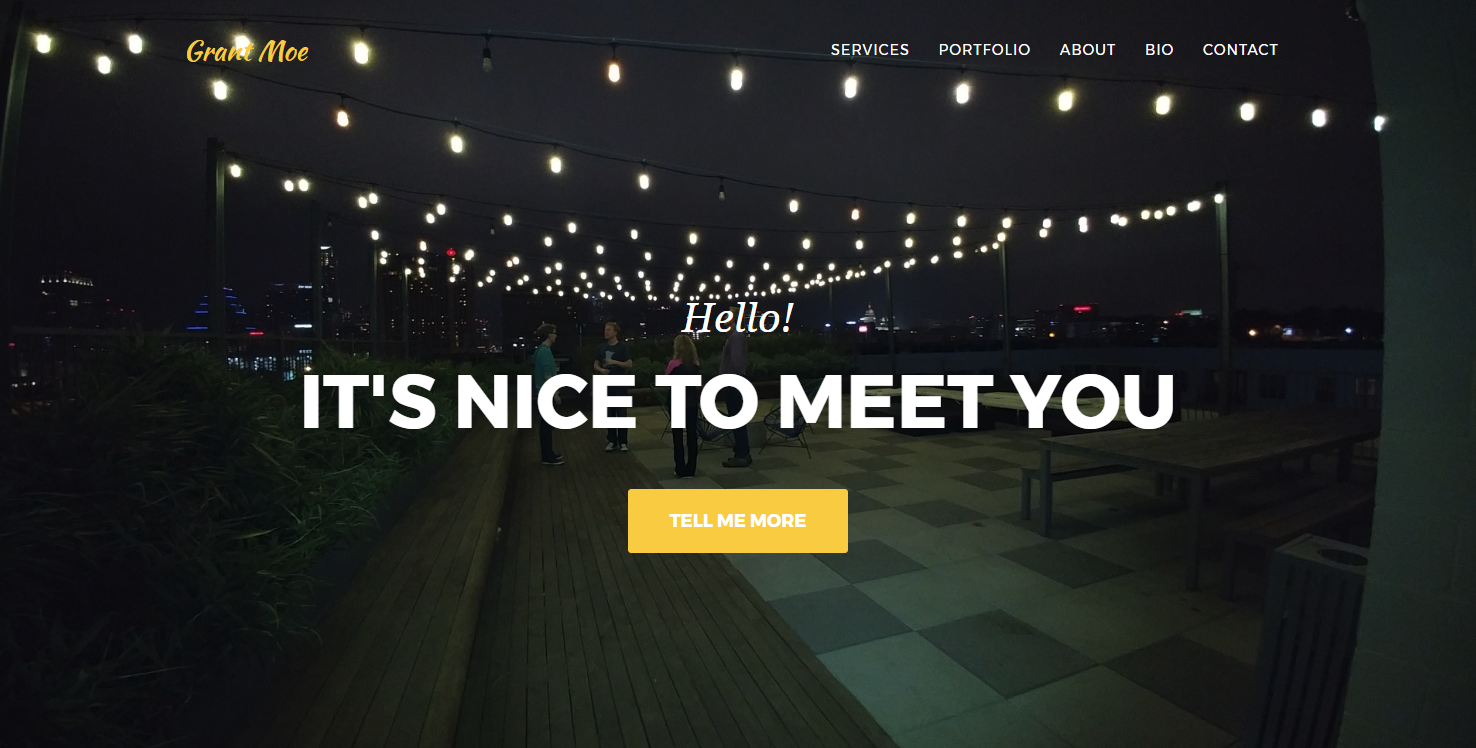 Grant Moe
SERVICES PORTFOLIO ABOUT BIO CONTACT
Hello!
IT'S NICE TO MEET YOU
TELL ME MORE